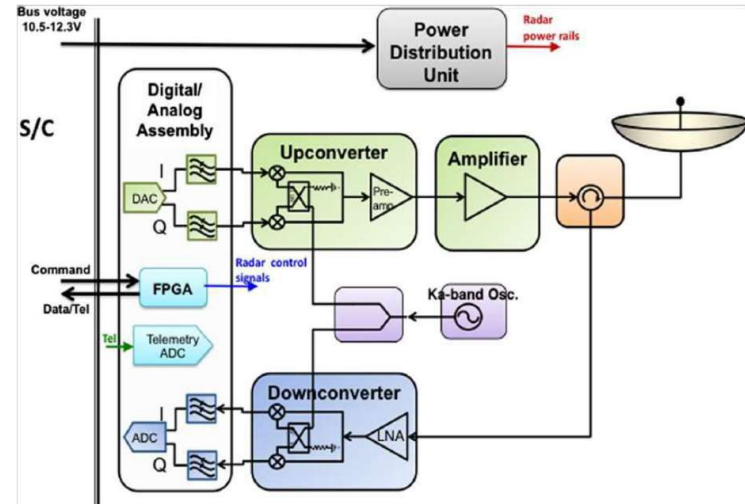 Bus voltage
10.5-12.3V
Power
Distribution
Unit
Radar
power rails
S/C
Digital/
Analog
Assembly
I
DAC
Q
Upconverter
Pre-
amp
Amplifier
Command
Data/Tel
FPGA
Radar control
signals
Ka-band Osc.
Tel
Telemetry
ADC
I
ADC
Q
Downconverter
LNA